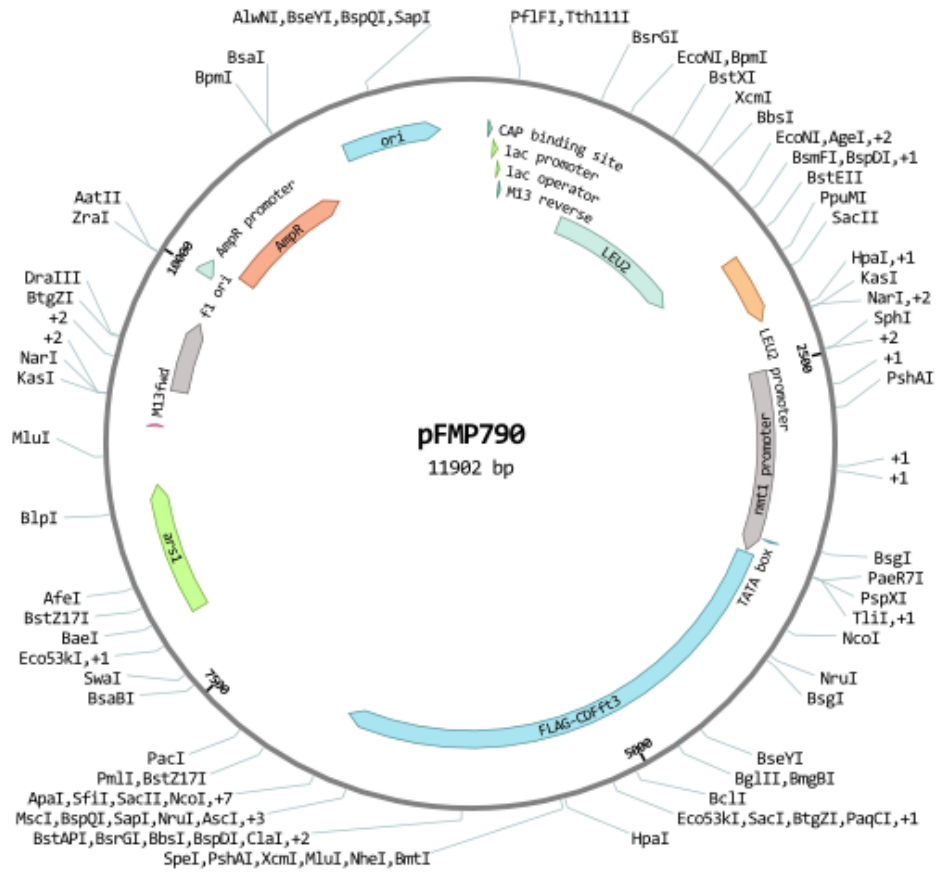 AlwNI,BseYI,BspQI,SapI
PflFI,Tth111I
BsrGI
EcoNI,BpmI
BstXI
XcmI
BbsI
EcoNI,AgeI,+2
BsmFI,BspDI,+1
BstEII
PpuMI
SacII
HpaI,+1
KasI
NarI,+2
SphI
+2
+1
PshAI
+1
+1
BsgI
PaeR7I
PspXI
TliI,+1
NcoI
NruI
BsgI
BseYI
BglII,BmgBI
BclI
Eco53kI,SacI,BtgZI,PaqCI,+1
HpaI
SpeI,PshAI,XcmI,MluI,NheI,BmtI
BstAPI,BsrGI,BbsI,BspDI,ClaI,+2
MscI,BspQI,SapI,NruI,AscI,+3
ApaI,SfiI,SacII,NcoI,+7
PmlI,BstZ17I
PacI
BsaBI
SwaI
Eco53kI,+1
BaeI
BstZ17I
AfeI
BlpI
MluI
KasI
NarI
+2
+2
BtgZI
DraIII
ZraI
AatII
BpmI
BsaI
2500
5000
7500
10000
ori
CAP binding site
lac promoter
lac operator
M13 reverse
LEU2
LEU2 promoter
nmt1 promoter
TATA box
FLAG-CDFft3
ars1
M13fwd
f1 ori
AmpR promoter
AmpR
pFMP790
11902 bp